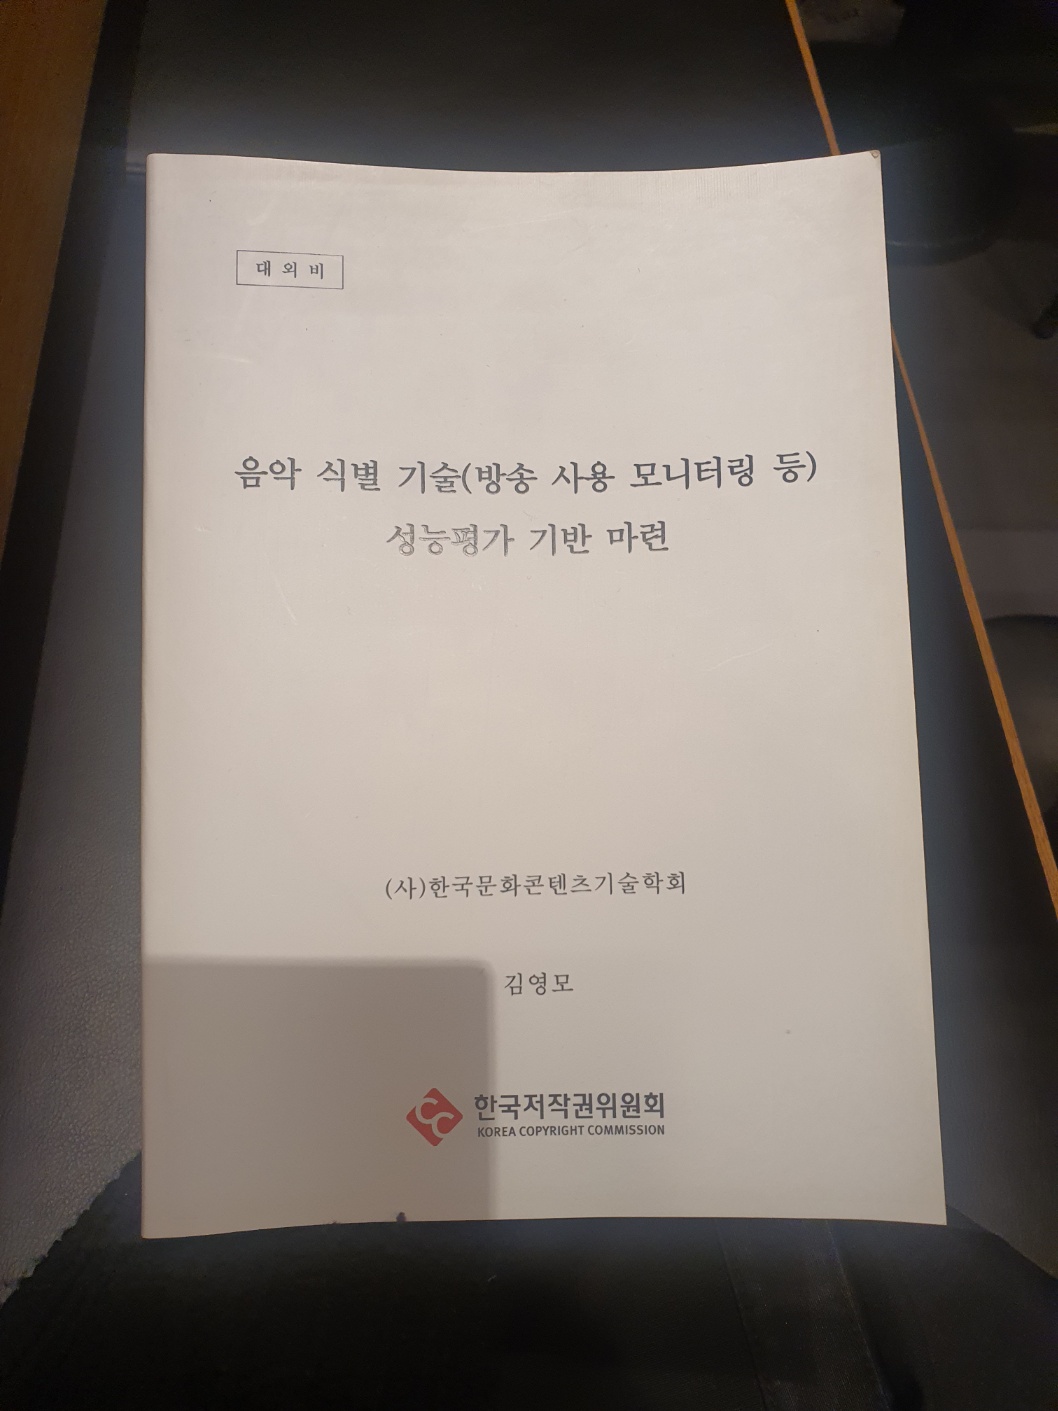 대 외 비
음악 식별 기술(방송 사용 모니터링 등)
성능평가 기반 마련
(사)한국문화콘텐츠기술학회
김영모
한국저작권위원회
KOREA COPYRIGHT COMMISSION